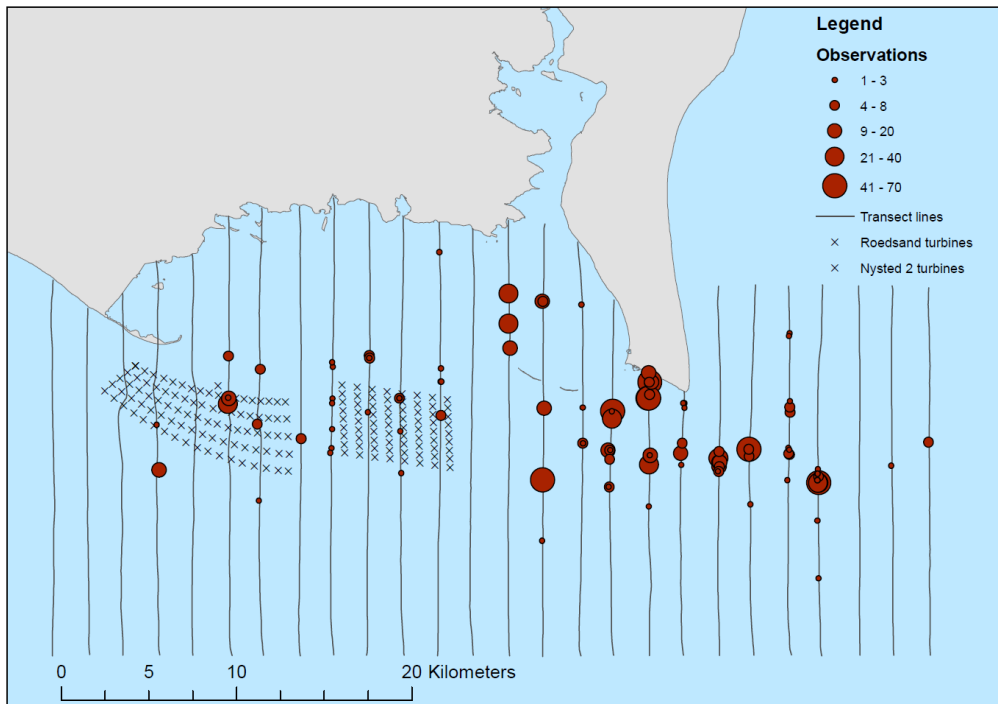 Legend
Observations
1 - 3
4 - 8
9 - 20
21 - 40
41 - 70
Transect lines
Roedsand turbines
Nysted 2 turbines
0 5 10 20 Kilometers